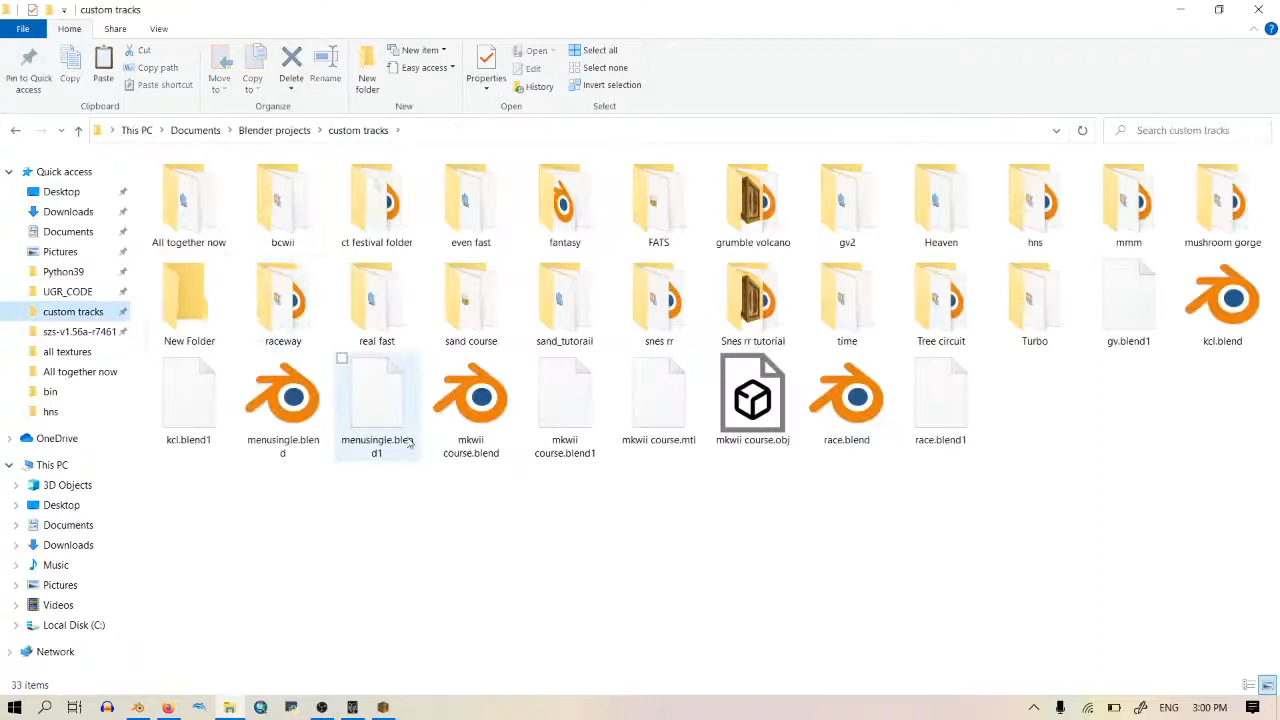 custom tracks
File
Home
Share
View
Pin to Quick
access
Copy
Paste
Cut
Copy path
Paste shortcut
Clipboard
Move
to
Copy
to
Delete
Rename
Organize
New
folder
New item
Easy access
New
Properties
Open
Edit
History
Open
Select all
Select none
Invert selection
Select
This PC
Documents
Blender projects
custom tracks
Search custom tracks
Quick access
Desktop
Downloads
Documents
Pictures
Python39
UGR_CODE
custom tracks
szs-v1.56a-r7461
all textures
All together now
bin
hns
OneDrive
This PC
3D Objects
Desktop
Documents
Downloads
Music
Pictures
Videos
Local Disk (C:)
Network
All together now
bcwii
ct festival folder
even fast
fantasy
FATS
grumble volcano
gv2
Heaven
hns
mmm
mushroom gorge
New Folder
raceway
real fast
sand course
sand_tutorail
snes rr
Snes rr tutorial
time
Tree circuit
Turbo
gv.blend1
kcl.blend
kcl.blend1
menusingle.blen
d
menusingle.blen
d1
mkwii
course.blend
mkwii
course.blend1
mkwii course.mtl
mkwii course.obj
race.blend
race.blend1
33 items
ENG
3:00 PM